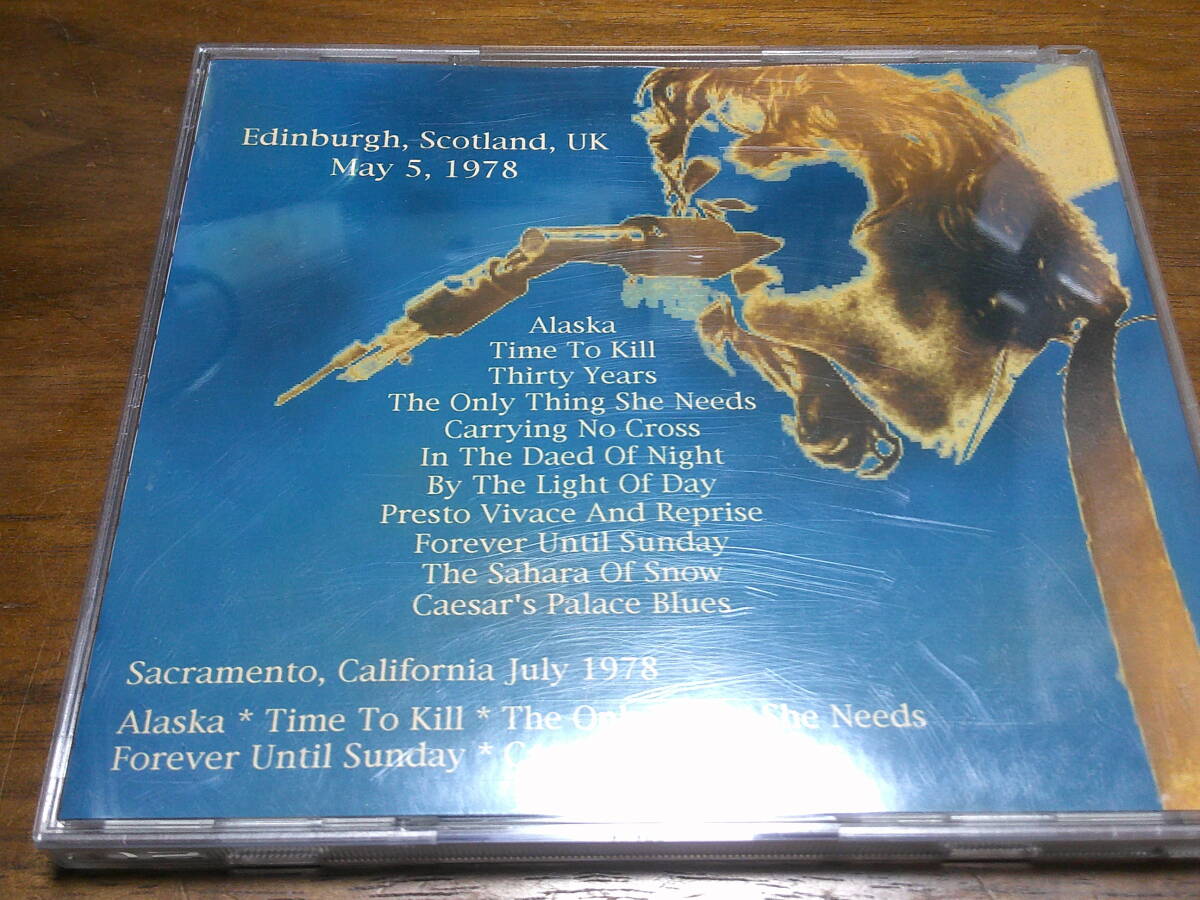 Edinburgh, Scotland, UK
May 5, 1978
Alaska
Time To Kill
Thirty Years
The Only Thing She Needs
Carrying No Cross
In The Daed Of Night
By The Light Of Day
Presto Vivace And Reprise
Forever Until Sunday
The Sahara Of Snow
Caesar's Palace Blues
Sacramento, California July 1978
Alaska * Time To Kill * The She Needs
Forever Until Sunday *